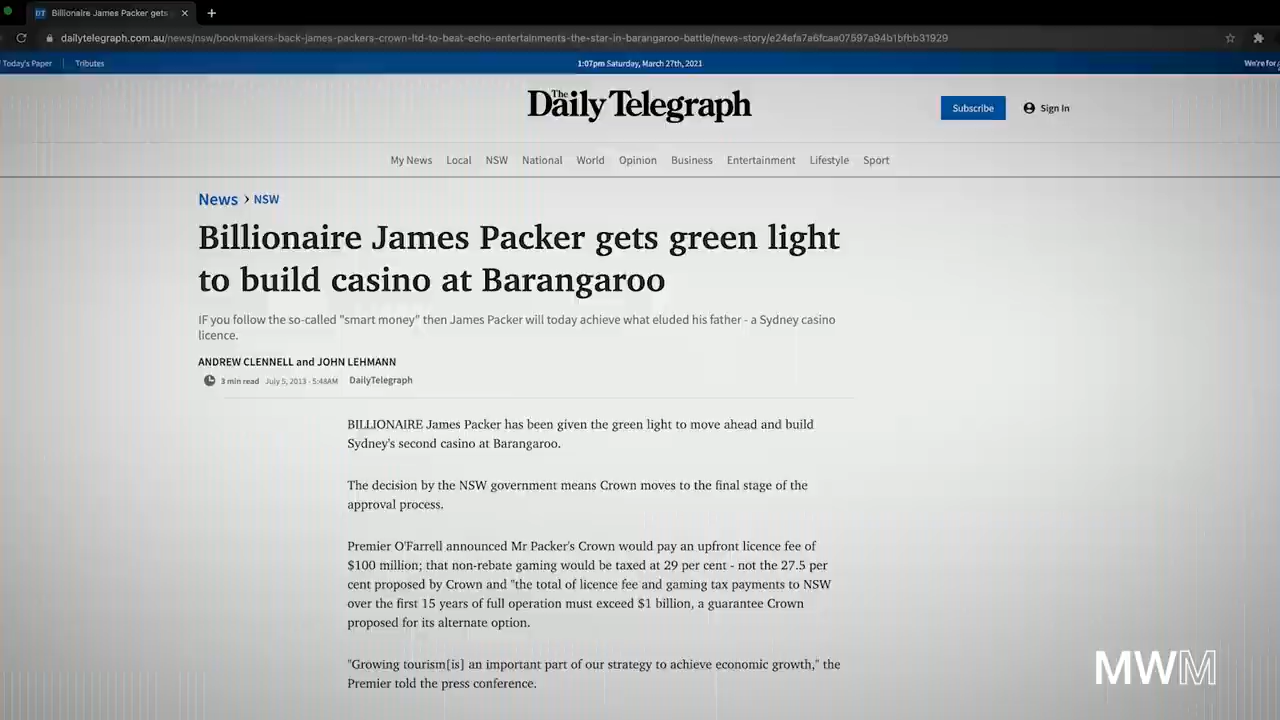 DT Billionaire James Packer gets
dailytelegraph.com.au/news/nsw/bookmakers-back-james-packers-crown-ltd-to-beat-echo-entertainments-the-star-in-barangaroo-battle/news-story/e24efa7a6fcaa07597a94b1bfbb31929
Today's Paper Tributes 1:07pm Saturday, March 27th, 2021 We're for
The Daily Telegraph
Subscribe Sign In
My News Local NSW National World Opinion Business Entertainment Lifestyle Sport
News › NSW
Billionaire James Packer gets green light
to build casino at Barangaroo
IF you follow the so-called "smart money" then James Packer will today achieve what eluded his father - a Sydney casino
licence.
ANDREW CLENNELL and JOHN LEHMANN
3 min read July 5, 2013 - 5:48AM DailyTelegraph
BILLIONAIRE James Packer has been given the green light to move ahead and build
Sydney's second casino at Barangaroo.
The decision by the NSW government means Crown moves to the final stage of the
approval process.
Premier O'Farrell announced Mr Packer's Crown would pay an upfront licence fee of
$100 million; that non-rebate gaming would be taxed at 29 per cent - not the 27.5 per
cent proposed by Crown and "the total of licence fee and gaming tax payments to NSW
over the first 15 years of full operation must exceed $1 billion, a guarantee Crown
proposed for its alternate option.
"Growing tourism[is] an important part of our strategy to achieve economic growth," the
Premier told the press conference.
MWM